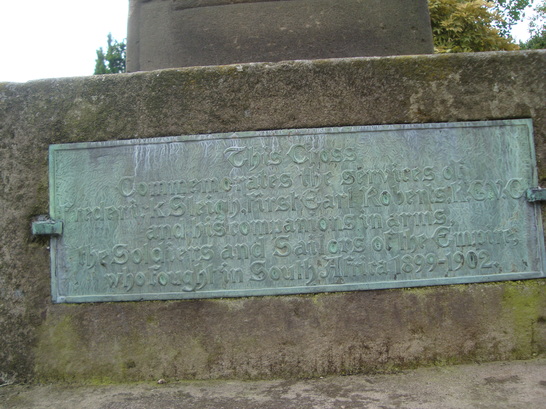 This Cross
Commemorates the services of
Frederick Sleigh First Earl Roberts K.G. V.C.
and his comrades in arms
the Soldiers and Sailors of the Empire
who fought in South Africa 1899-1902.